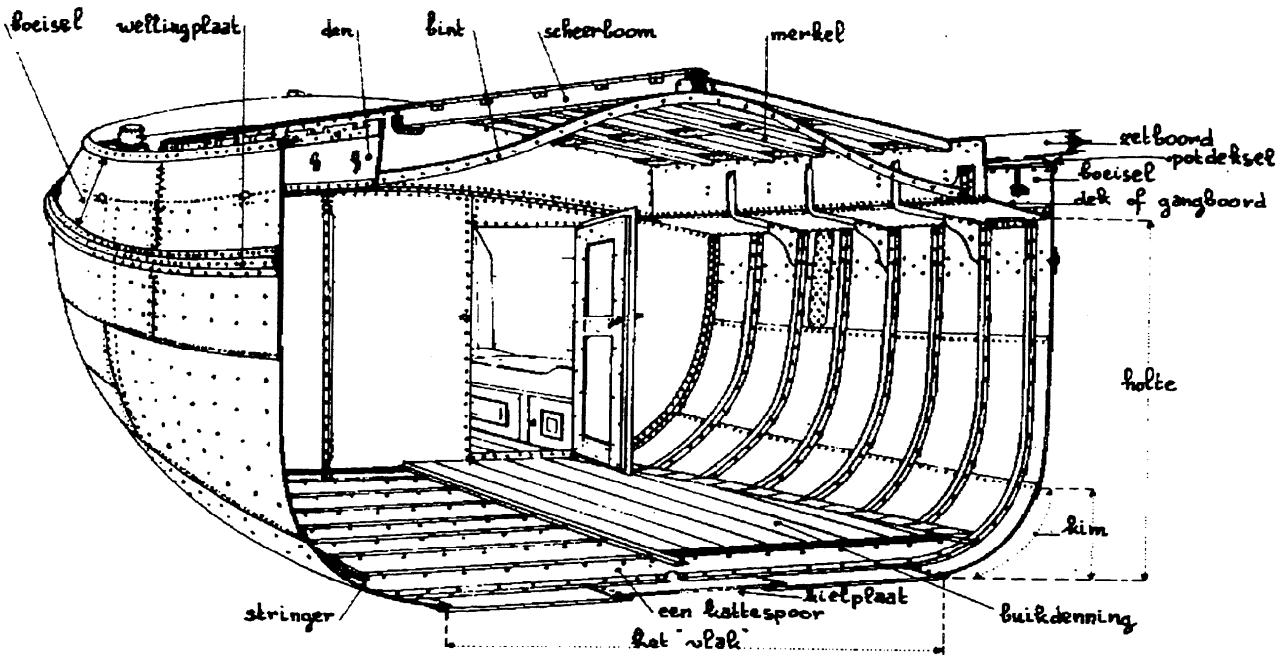 boeisel wellingplaat den bint scheerboom merkel
zetboord
potdeksel
boeisel
dek of gangboord
holte
kim
kielplaat
stringer een kattespoor buikdenning
het "vlak"